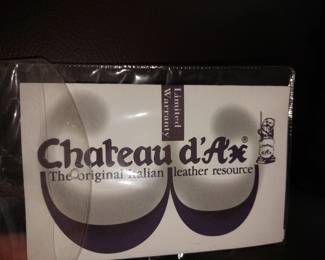 Limited
Warranty
Chateau d'Ax®
The original Italian leather resource